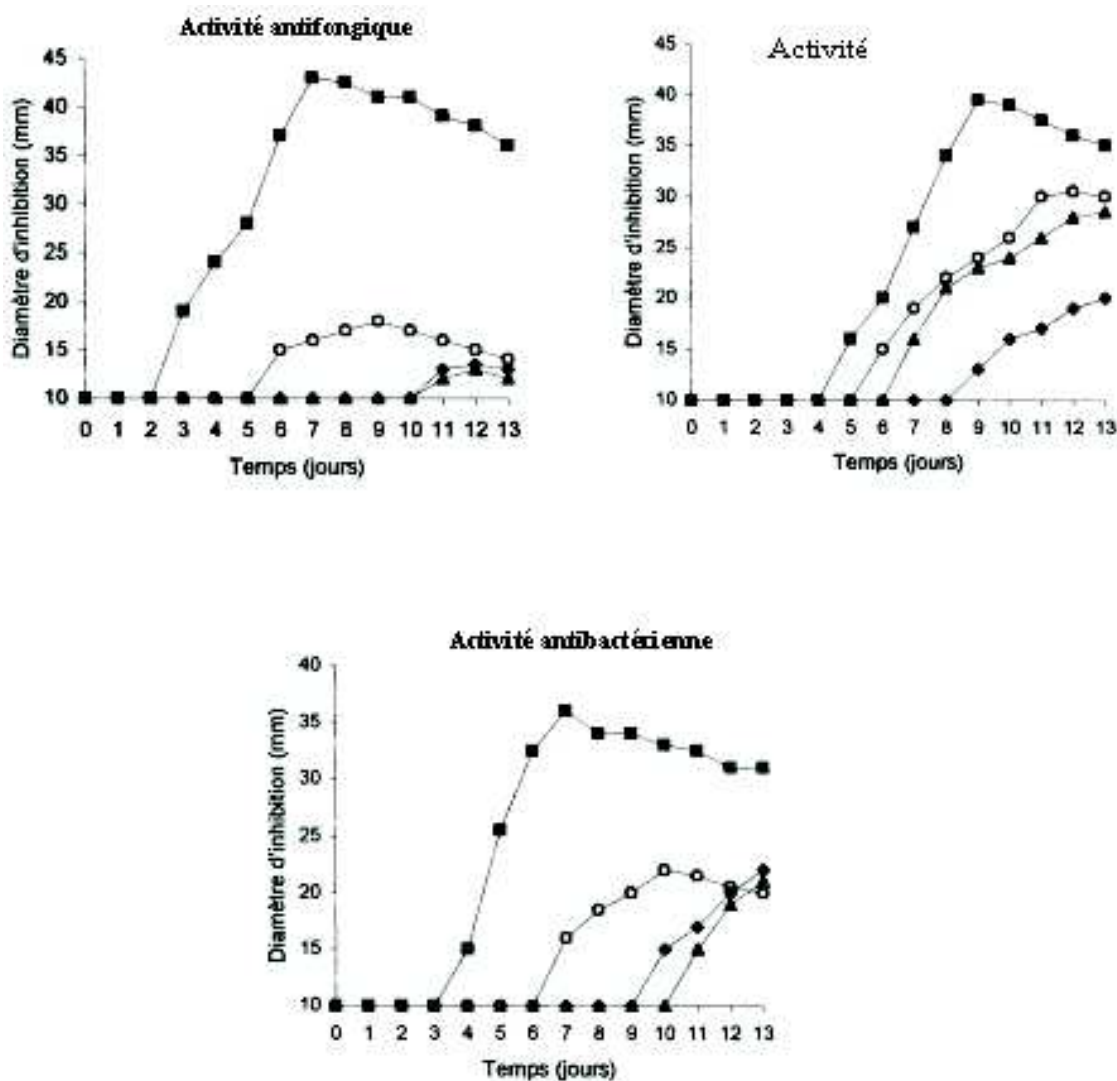 Activité antifongique
45
40
35
30
25
20
15
10
Diamètre d'inhibition (mm)
0 1 2 3 4 5 6 7 8 9 10 11 12 13
Temps (jours)
Activité
45
40
35
30
25
20
15
10
Diamètre d'inhibition (mm)
0 1 2 3 4 5 6 7 8 9 10 11 12 13
Temps (jours)
Activité antibactérienne
40
35
30
25
20
15
10
Diamètre d'inhibition (mm)
0 1 2 3 4 5 6 7 8 9 10 11 12 13
Temps (jours)